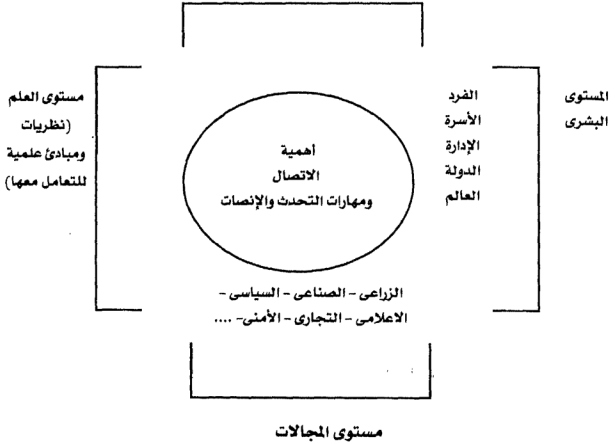 المستوى
البشرى
الفرد
الأسرة
الإدارة
الدولة
العالم
أهمية
الاتصال
ومهارات التحدث والإنصات
مستوى العلم
(نظريات
ومبادئ علمية
للتعامل معها)
الزراعى – الصناعى – السياسى –
الاعلامى – التجارى – الأمنى– ....
مستوى المجالات